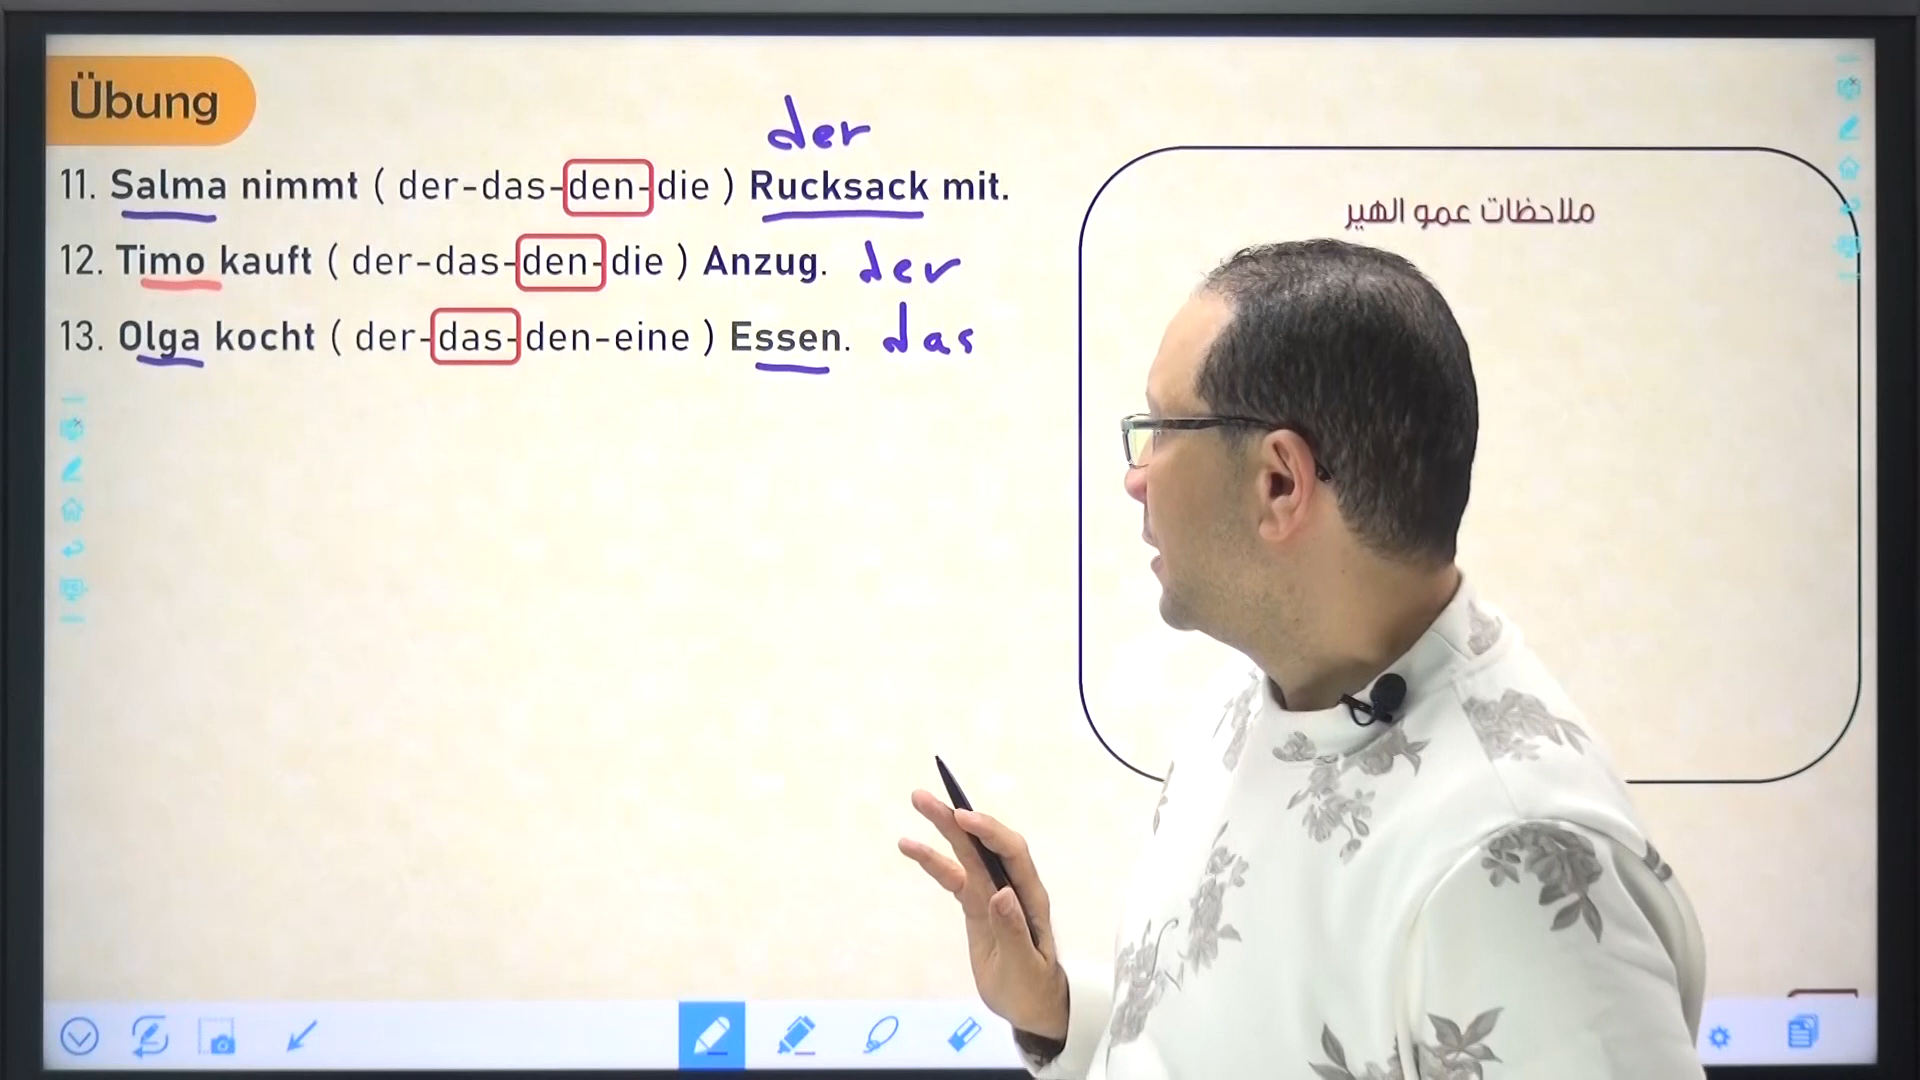 Übung
der
11. Salma nimmt ( der-das-den-die ) Rucksack mit.
12. Timo kauft ( der-das-den-die ) Anzug. der
13. Olga kocht ( der-das-den-eine ) Essen. das
ملاحظات عمو الهير